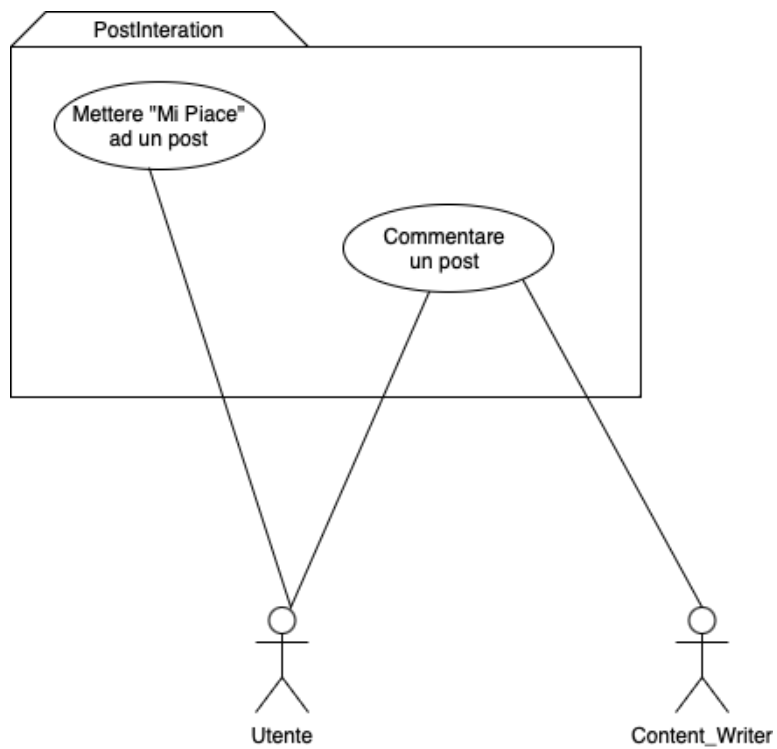 PostInteration
Mettere "Mi Piace"
ad un post
Commentare
un post
Utente
Content_Writer